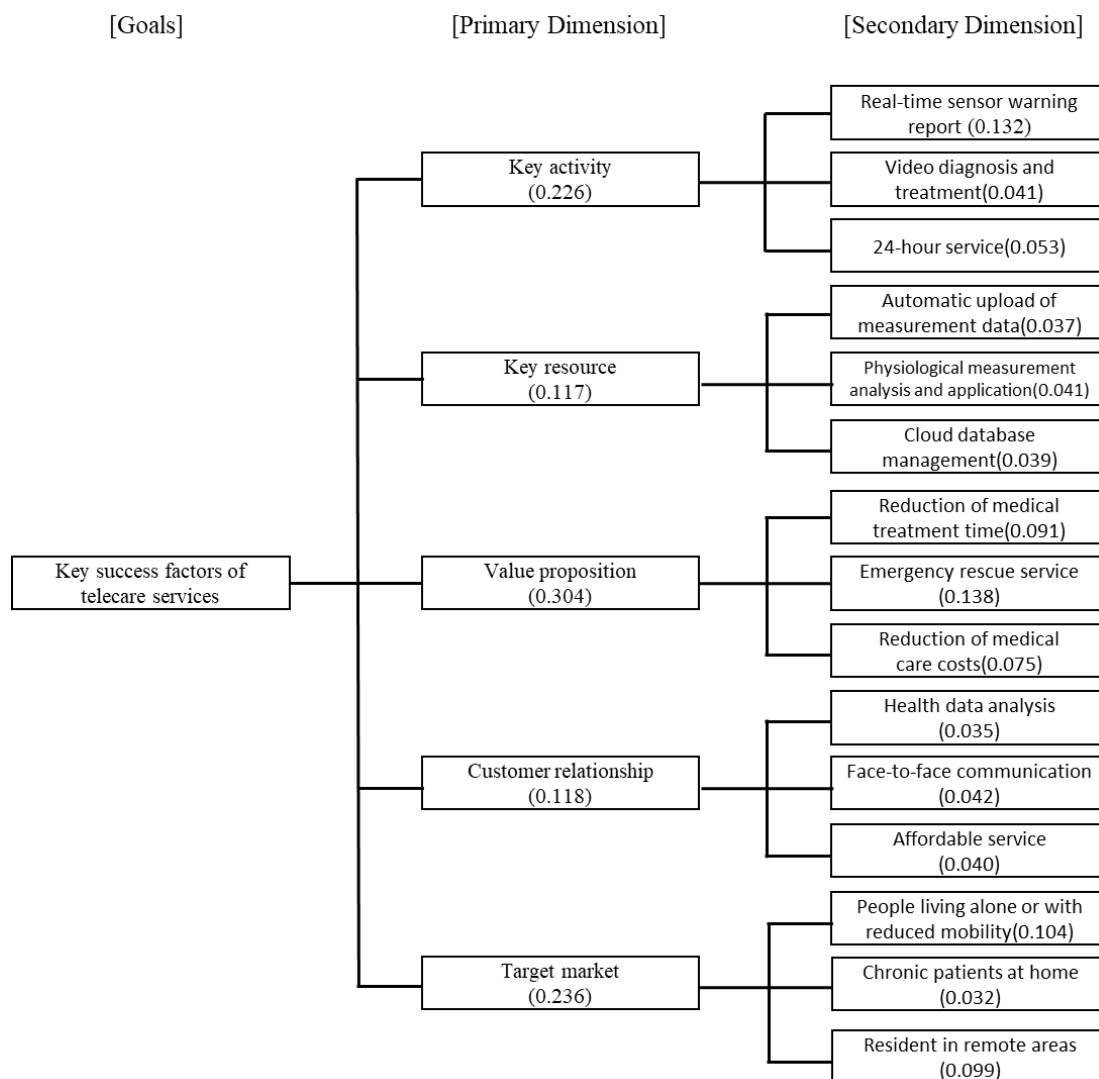 [Goals]
[Primary Dimension]
[Secondary Dimension]
Key success factors of
telecare services
Key activity
(0.226)
Real-time sensor warning
report (0.132)
Video diagnosis and
treatment(0.041)
24-hour service(0.053)
Key resource
(0.117)
Automatic upload of
measurement data(0.037)
Physiological measurement
analysis and application(0.041)
Cloud database
management(0.039)
Value proposition
(0.304)
Reduction of medical
treatment time(0.091)
Emergency rescue service
(0.138)
Reduction of medical
care costs(0.075)
Customer relationship
(0.118)
Health data analysis
(0.035)
Face-to-face communication
(0.042)
Affordable service
(0.040)
Target market
(0.236)
People living alone or with
reduced mobility(0.104)
Chronic patients at home
(0.032)
Resident in remote areas
(0.099)